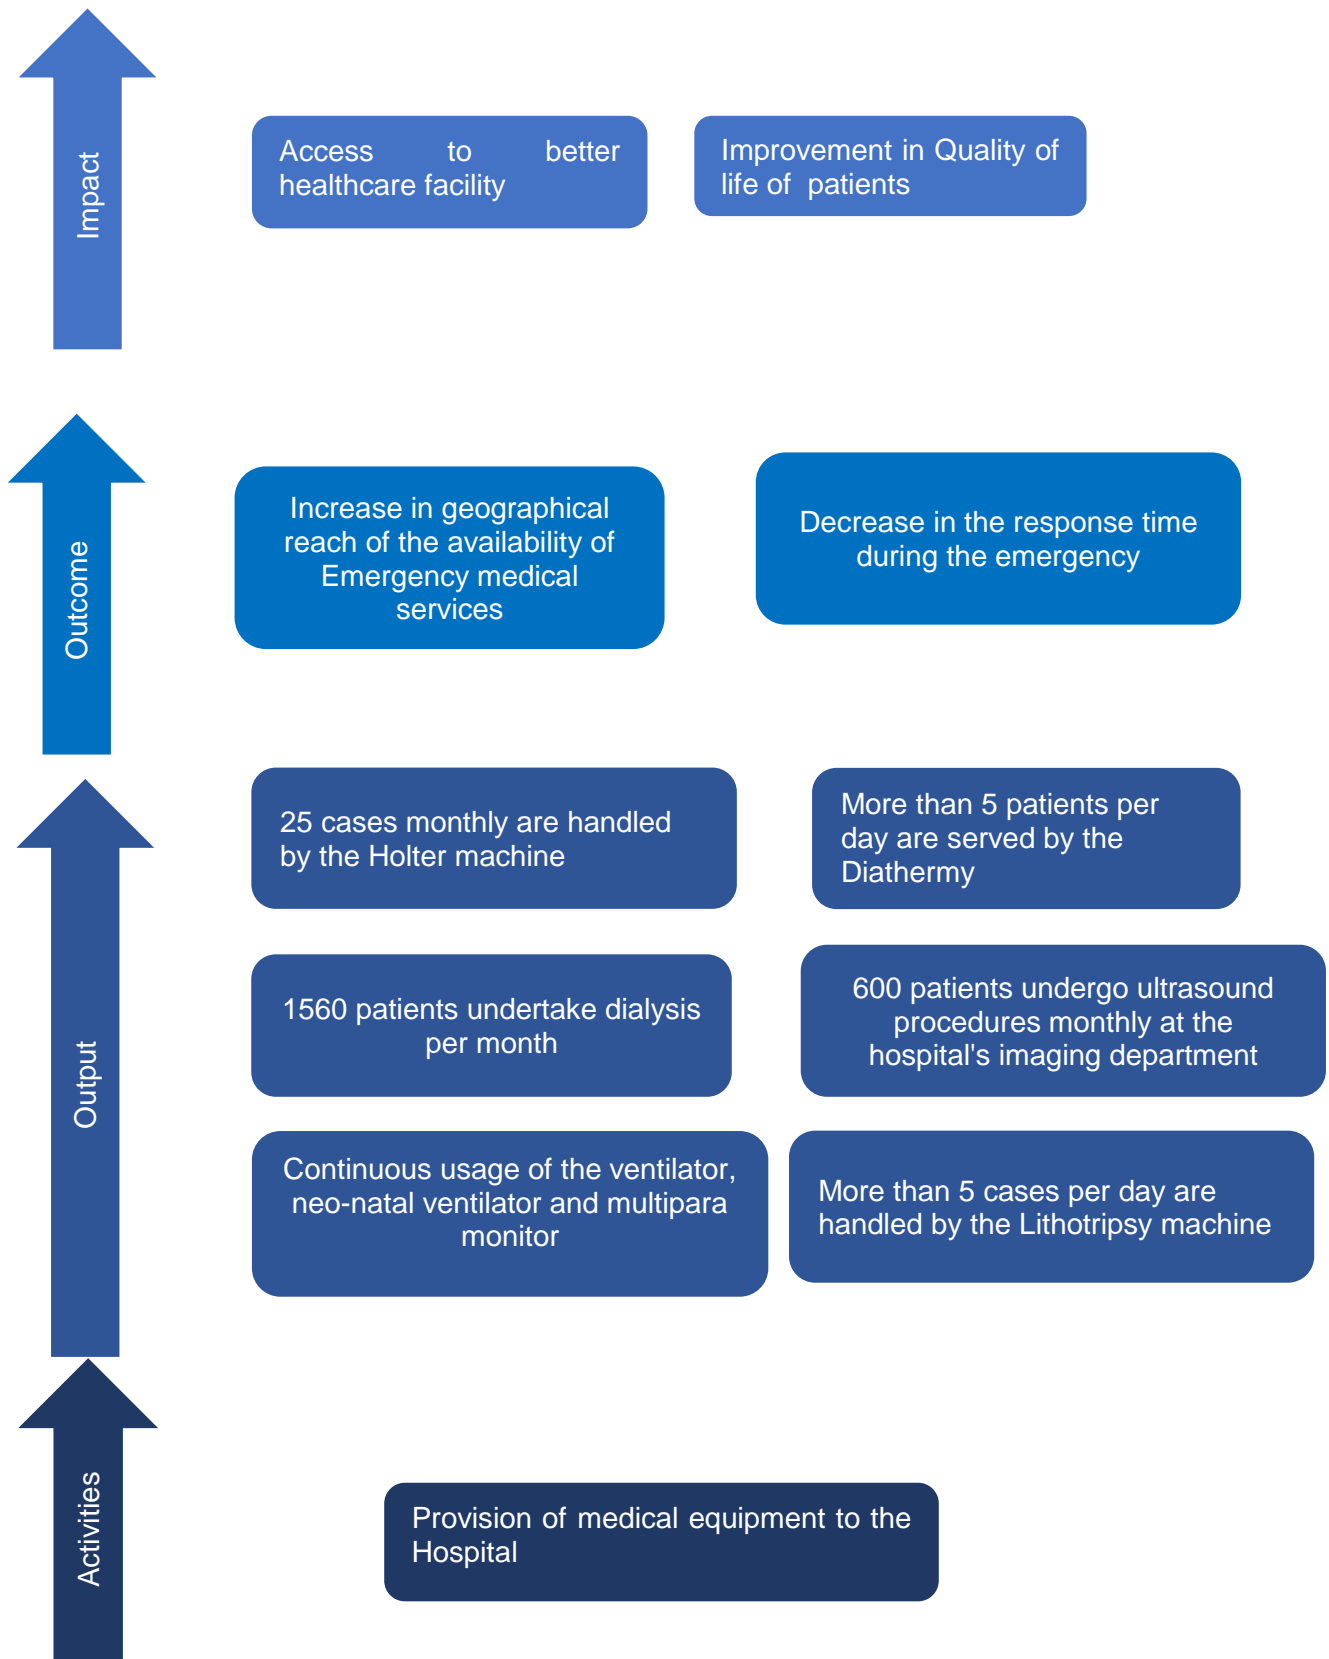 Impact
Access to better
healthcare facility
Improvement in Quality of
life of patients
Outcome
Increase in geographical
reach of the availability of
Emergency medical
services
Decrease in the response time
during the emergency
Output
25 cases monthly are handled
by the Holter machine
More than 5 patients per
day are served by the
Diathermy
1560 patients undertake dialysis
per month
600 patients undergo ultrasound
procedures monthly at the
hospital's imaging department
Continuous usage of the ventilator,
neo-natal ventilator and multipara
monitor
More than 5 cases per day are
handled by the Lithotripsy machine
Activities
Provision of medical equipment to the
Hospital